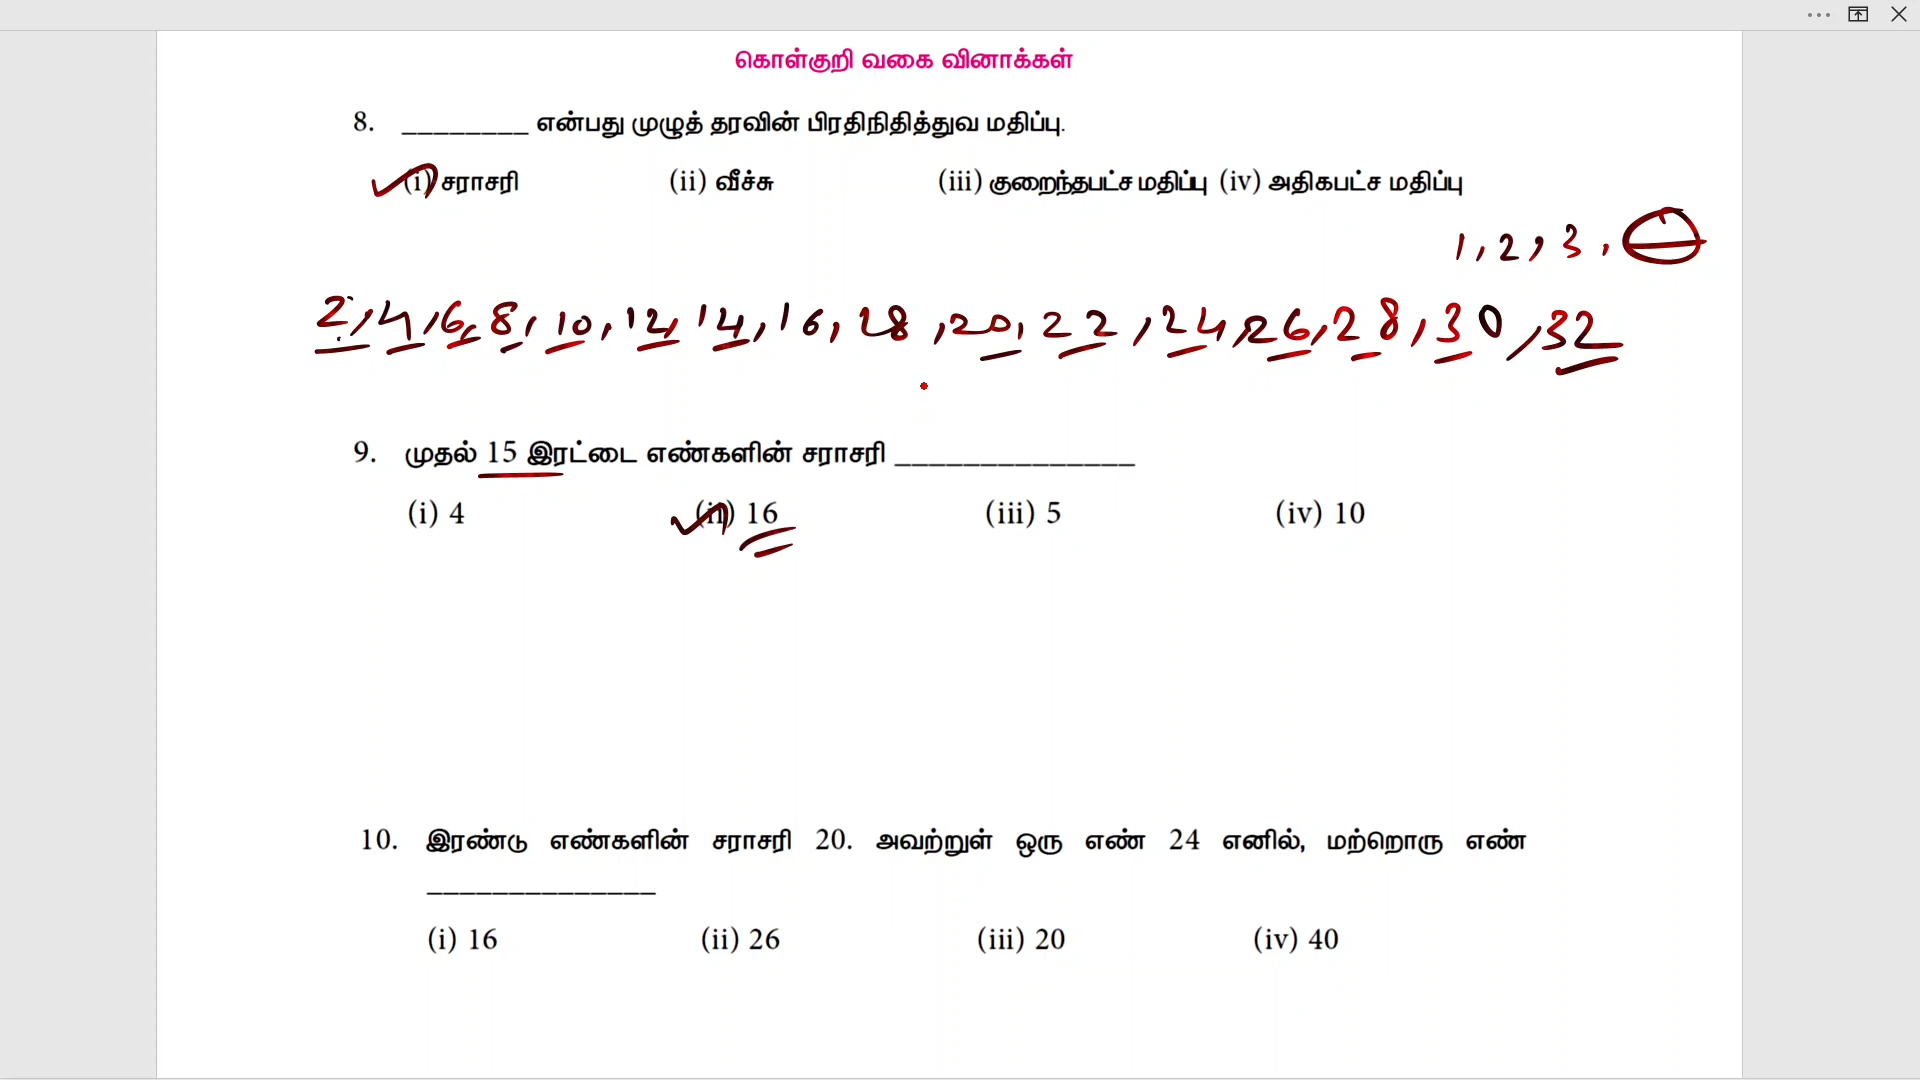 கொள்குறி வகை வினாக்கள்
8. ________ என்பது முழுத் தரவின் பிரதிநிதித்துவ மதிப்பு.
(i) சராசரி (ii) வீச்சு (iii) குறைந்தபட்ச மதிப்பு (iv) அதிகபட்ச மதிப்பு
1, 2, 3,
2, 4, 6, 8, 10, 12, 14, 16, 28, 20, 22, 24, 26, 28, 30, 32
9. முதல் 15 இரட்டை எண்களின் சராசரி _______________
(i) 4 (ii) 16 (iii) 5 (iv) 10
10. இரண்டு எண்களின் சராசரி 20. அவற்றுள் ஒரு எண் 24 எனில், மற்றொரு எண்
______________
(i) 16 (ii) 26 (iii) 20 (iv) 40